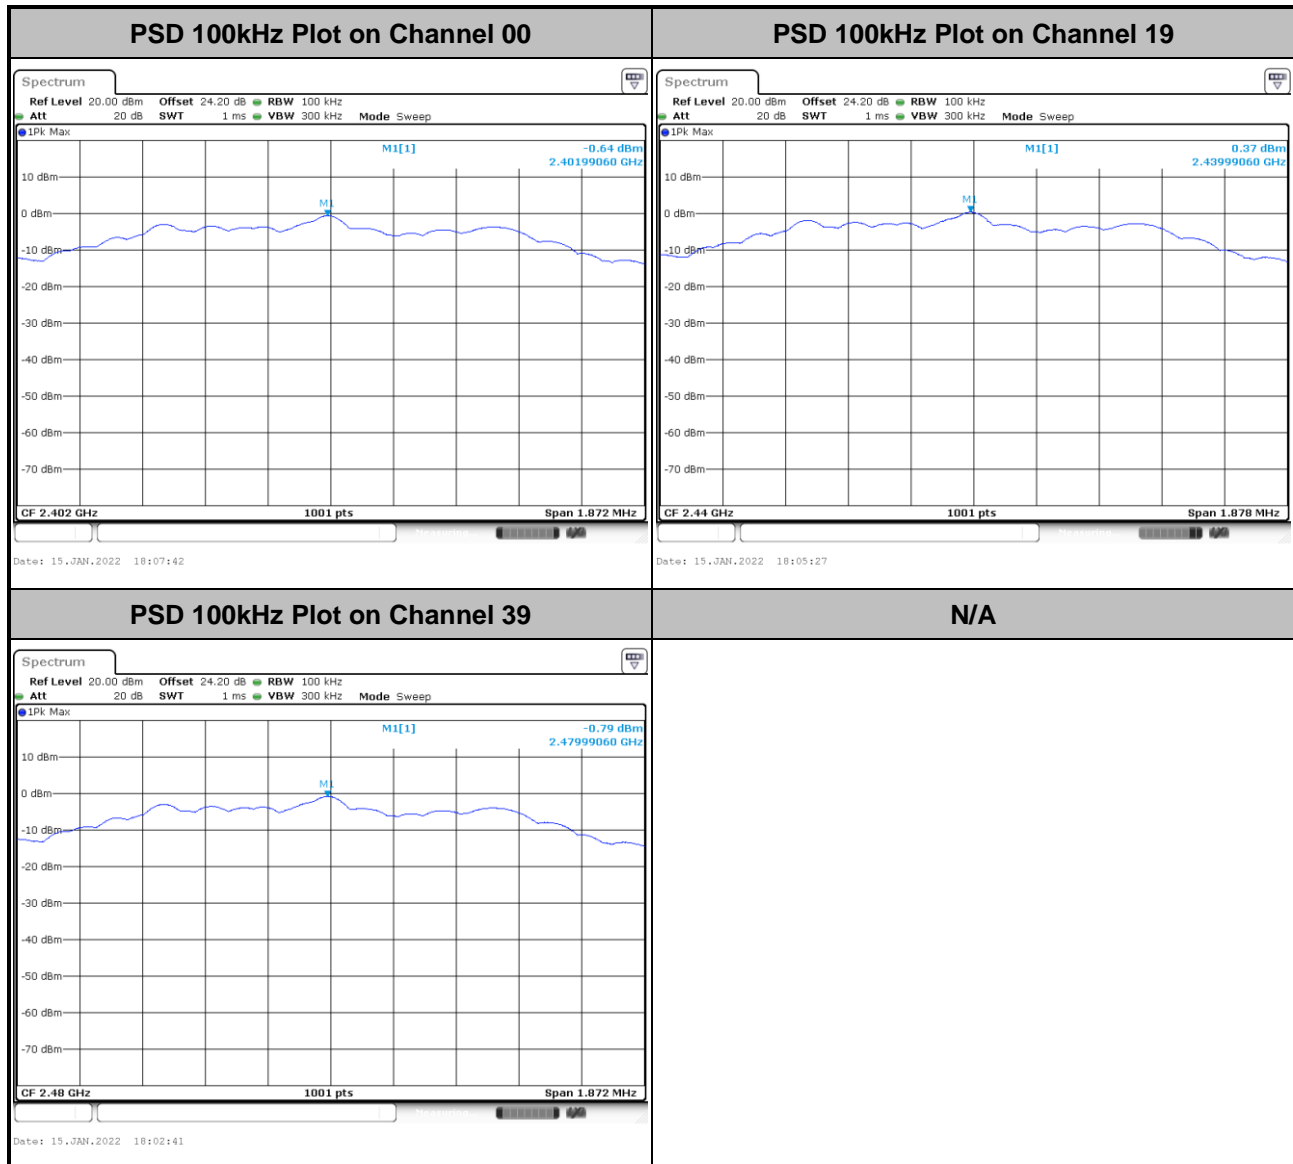 PSD 100kHz Plot on Channel 00
PSD 100kHz Plot on Channel 19
Spectrum
Ref Level 20.00 dBm Offset 24.20 dB RBW 100 kHz
Att 20 dB SWT 1 ms VBW 300 kHz Mode Sweep
1Pk Max
M1[1] -0.64 dBm
2.40199060 GHz
10 dBm
M1
0 dBm
-10 dBm
-20 dBm
-30 dBm
-40 dBm
-50 dBm
-60 dBm
-70 dBm
CF 2.402 GHz 1001 pts Span 1.872 MHz
Measuring
Date: 15.JAN.2022 18:07:42
Spectrum
Ref Level 20.00 dBm Offset 24.20 dB RBW 100 kHz
Att 20 dB SWT 1 ms VBW 300 kHz Mode Sweep
1Pk Max
M1[1] 0.37 dBm
2.43999060 GHz
10 dBm
M1
0 dBm
-10 dBm
-20 dBm
-30 dBm
-40 dBm
-50 dBm
-60 dBm
-70 dBm
CF 2.44 GHz 1001 pts Span 1.878 MHz
Measuring
Date: 15.JAN.2022 18:05:27
PSD 100kHz Plot on Channel 39
N/A
Spectrum
Ref Level 20.00 dBm Offset 24.20 dB RBW 100 kHz
Att 20 dB SWT 1 ms VBW 300 kHz Mode Sweep
1Pk Max
M1[1] -0.79 dBm
2.47999060 GHz
10 dBm
M1
0 dBm
-10 dBm
-20 dBm
-30 dBm
-40 dBm
-50 dBm
-60 dBm
-70 dBm
CF 2.48 GHz 1001 pts Span 1.872 MHz
Measuring
Date: 15.JAN.2022 18:02:41